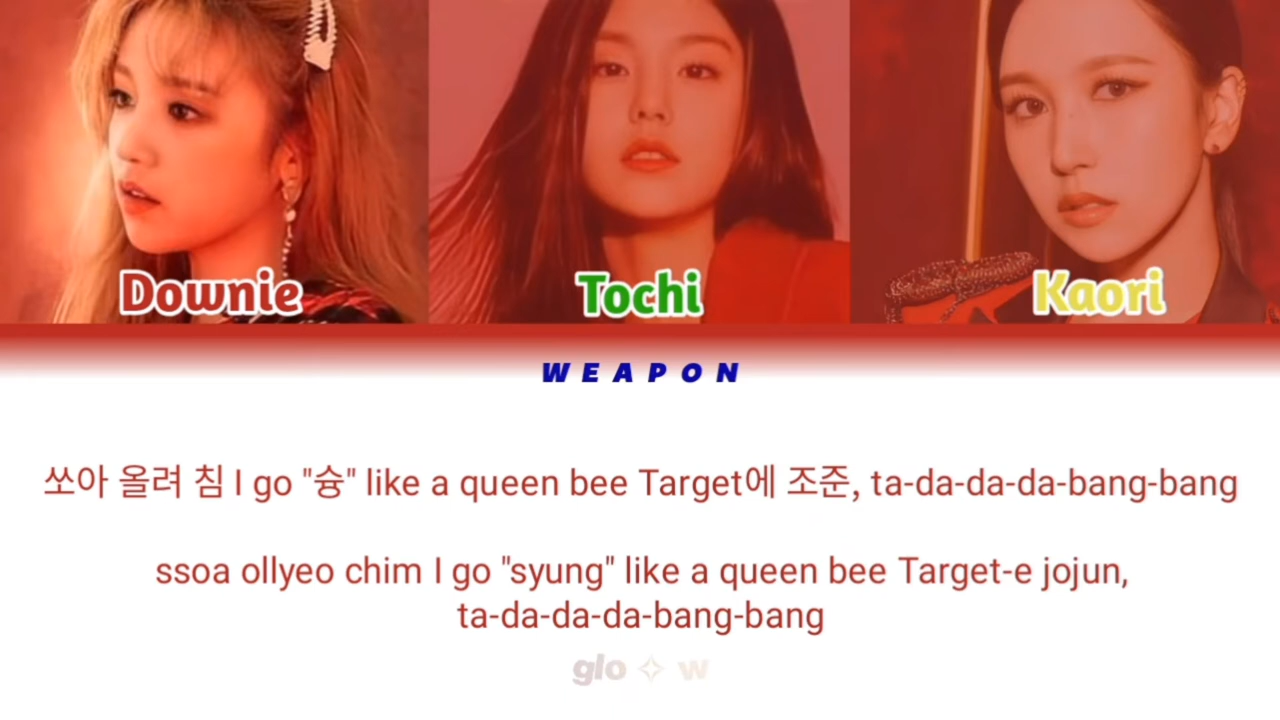 Downie
Tochi
Kaori
WEAPON
쏘아 올려 침 I go "슝" like a queen bee Target에 조준, ta-da-da-da-bang-bang
ssoa ollyeo chim I go "syung" like a queen bee Target-e jojun,
ta-da-da-da-bang-bang
glo ✧ w